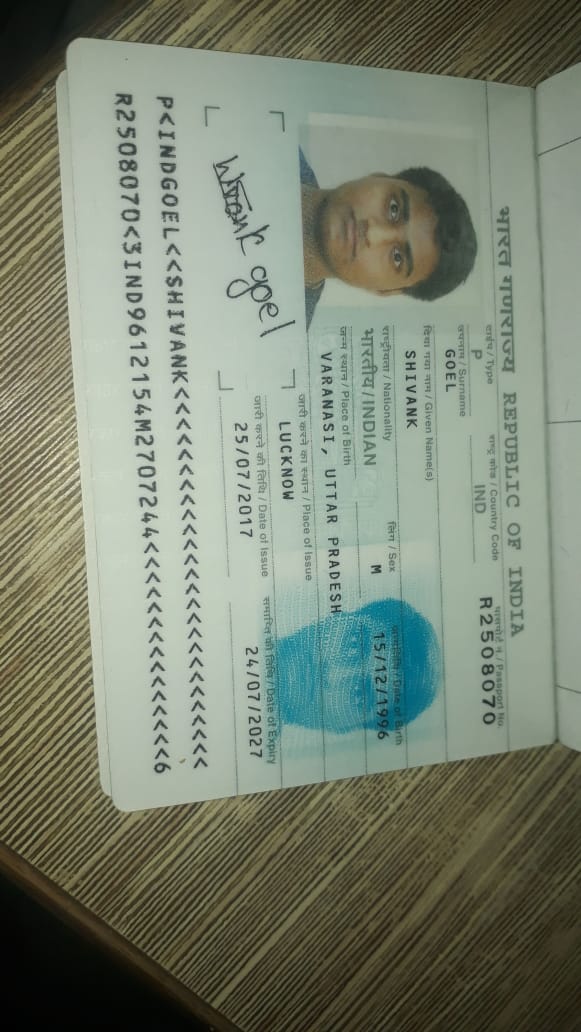 भारत गणराज्य REPUBLIC OF INDIA
टाईप / Type राष्ट्र कोड / Country Code पासपोर्ट नं. / Passport No.
P IND R2508070
उपनाम / Surname
GOEL
दिया गया नाम / Given Name(s)
SHIVANK
राष्ट्रीयता / Nationality लिंग / Sex जन्मतिथि / Date of Birth
भारतीय / INDIAN M 15/12/1996
जन्म स्थान / Place of Birth
VARANASI, UTTAR PRADESH
जारी करने का स्थान / Place of Issue
LUCKNOW
जारी करने की तिथि / Date of Issue समाप्ति की तिथि / Date of Expiry
25/07/2017 24/07/2027
goel
P<INDGOEL<<SHIVANK<<<<<<<<<<<<<<<<<<<<<<<<<<
R2508070<3IND9612154M2707244<<<<<<<<<<<<<<<6